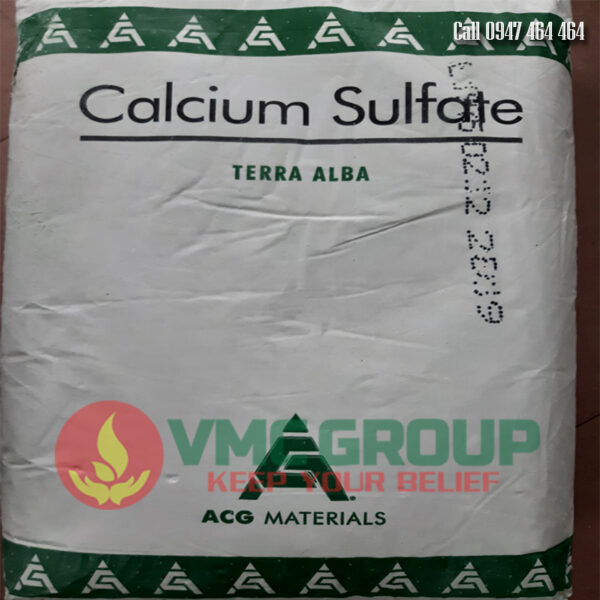 Call 0947 464 464
Calcium Sulfate
TERRA ALBA
VMCGROUP
KEEP YOUR BELIEF
ACG MATERIALS